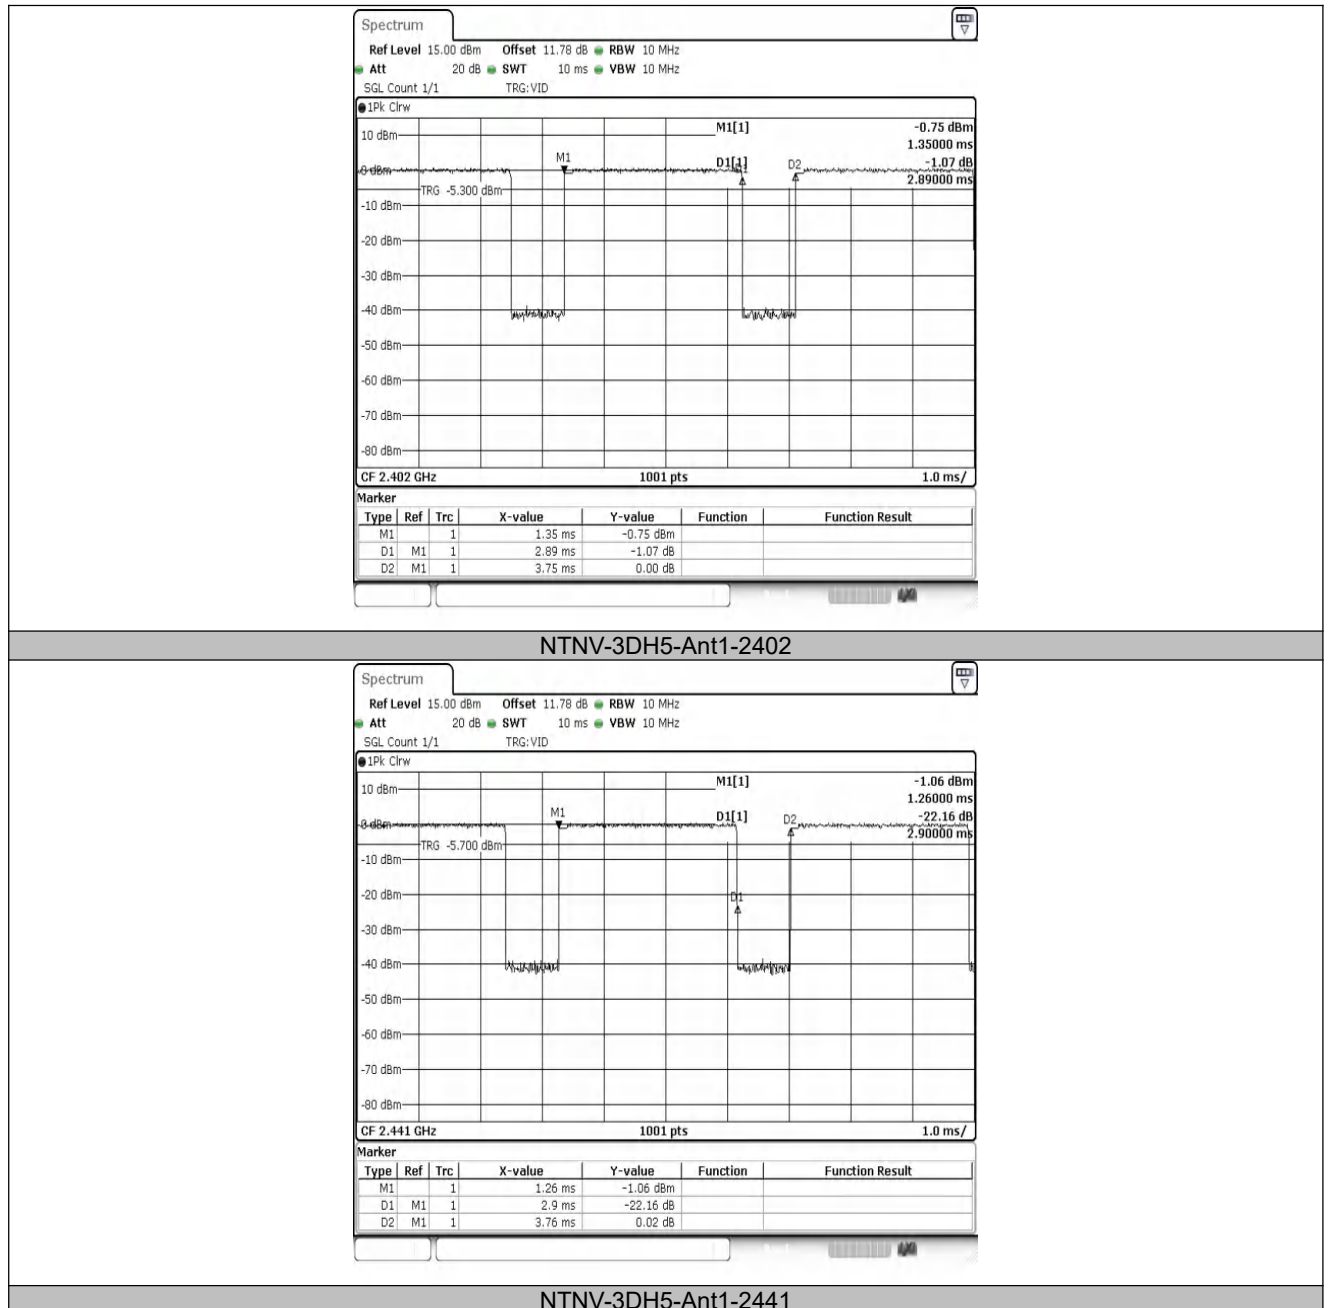 Spectrum
Ref Level 15.00 dBm Offset 11.78 dB RBW 10 MHz
Att 20 dB SWT 10 ms VBW 10 MHz
SGL Count 1/1 TRG:VID
1Pk Clrw
M1[1] -0.75 dBm
10 dBm
1.35000 ms
M1 D1[1] D2 -1.07 dB
0 dBm
2.89000 ms
TRG -5.300 dBm
-10 dBm
-20 dBm
-30 dBm
-40 dBm
-50 dBm
-60 dBm
-70 dBm
-80 dBm
CF 2.402 GHz 1001 pts 1.0 ms/
Marker
Type Ref Trc X-value Y-value Function Function Result
M1 1 1.35 ms -0.75 dBm
D1 M1 1 2.89 ms -1.07 dB
D2 M1 1 3.75 ms 0.00 dB
NTNV-3DH5-Ant1-2402
Spectrum
Ref Level 15.00 dBm Offset 11.78 dB RBW 10 MHz
Att 20 dB SWT 10 ms VBW 10 MHz
SGL Count 1/1 TRG:VID
1Pk Clrw
M1[1] -1.06 dBm
10 dBm
1.26000 ms
M1 D1[1] D2 -22.16 dB
0 dBm
2.90000 ms
TRG -5.700 dBm
-10 dBm
-20 dBm
D1
-30 dBm
-40 dBm
-50 dBm
-60 dBm
-70 dBm
-80 dBm
CF 2.441 GHz 1001 pts 1.0 ms/
Marker
Type Ref Trc X-value Y-value Function Function Result
M1 1 1.26 ms -1.06 dBm
D1 M1 1 2.9 ms -22.16 dB
D2 M1 1 3.76 ms 0.02 dB
NTNV-3DH5-Ant1-2441